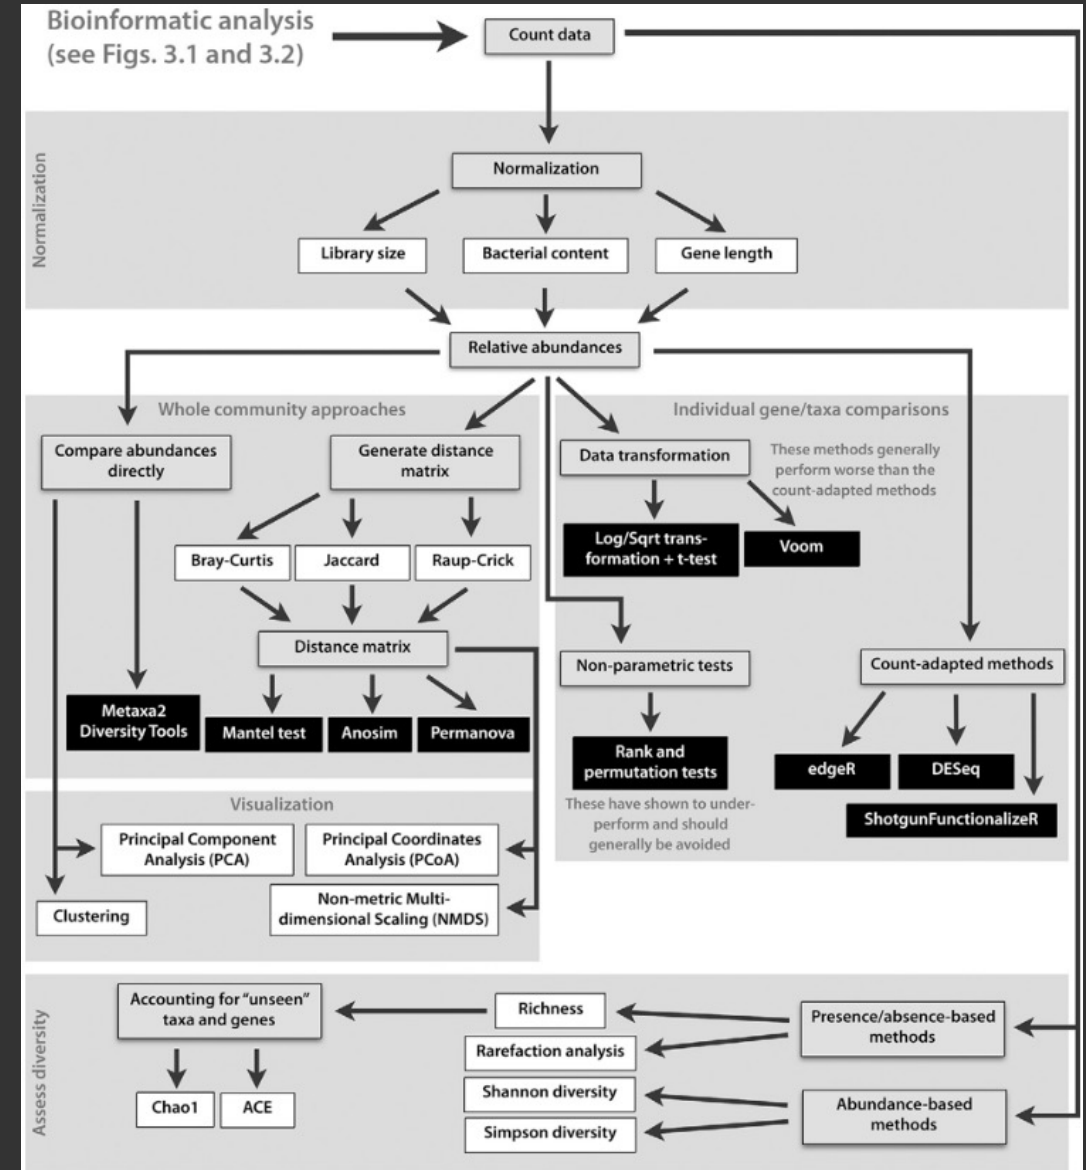 Bioinformatic analysis
(see Figs. 3.1 and 3.2)
Count data
Normalization
Normalization
Library size
Bacterial content
Gene length
Relative abundances
Whole community approaches
Compare abundances
directly
Generate distance
matrix
Bray-Curtis
Jaccard
Raup-Crick
Distance matrix
Metaxa2
Diversity Tools
Mantel test
Anosim
Permanova
Individual gene/taxa comparisons
Data transformation
These methods generally
perform worse than the
count-adapted methods
Log/Sqrt trans-
formation + t-test
Voom
Non-parametric tests
Rank and
permutation tests
These have shown to under-
perform and should
generally be avoided
Count-adapted methods
edgeR
DESeq
ShotgunFunctionalizeR
Visualization
Principal Component
Analysis (PCA)
Principal Coordinates
Analysis (PCoA)
Clustering
Non-metric Multi-
dimensional Scaling (NMDS)
Assess diversity
Accounting for "unseen"
taxa and genes
Chao1
ACE
Richness
Rarefaction analysis
Shannon diversity
Simpson diversity
Presence/absence-based
methods
Abundance-based
methods